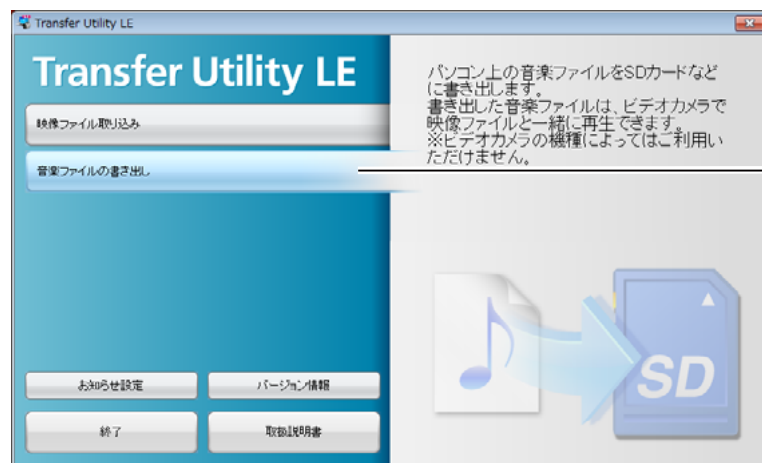 Transfer Utility LE
Transfer Utility LE
映像ファイル取り込み
音楽ファイルの書き出し
お知らせ設定
バージョン情報
終了
取扱説明書
パソコン上の音楽ファイルをSDカードなど
に書き出します。
書き出した音楽ファイルは、ビデオカメラで
映像ファイルと一緒に再生できます。
※ビデオカメラの機種によってはご利用い
ただけません。
SD